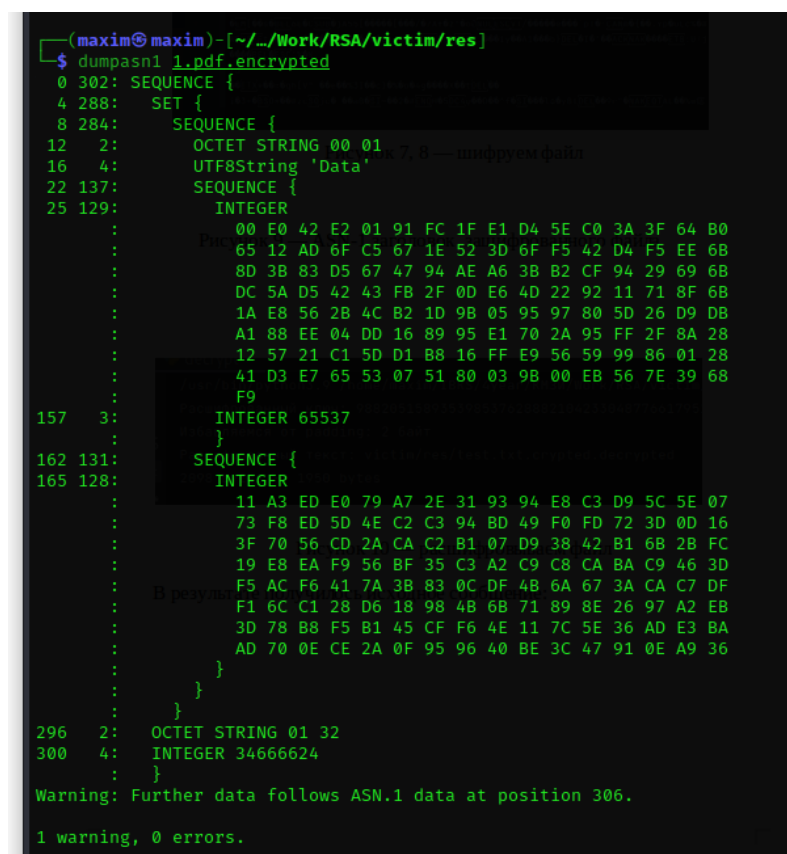 ┌──(maxim㉿maxim)-[~/…/Work/RSA/victim/res]
└─$ dumpasn1 1.pdf.encrypted
  0 302: SEQUENCE {
  4 288:   SET {
  8 284:     SEQUENCE {
 12   2:       OCTET STRING 00 01
 16   4:       UTF8String 'Data'
 22 137:       SEQUENCE {
 25 129:         INTEGER
       :           00 E0 42 E2 01 91 FC 1F E1 D4 5E C0 3A 3F 64 B0
       :           65 12 AD 6F C5 67 1E 52 3D 6F F5 42 D4 F5 EE 6B
       :           8D 3B 83 D5 67 47 94 AE A6 3B B2 CF 94 29 69 6B
       :           DC 5A D5 42 43 FB 2F 0D E6 4D 22 92 11 71 8F 6B
       :           1A E8 56 2B 4C B2 1D 9B 05 95 97 80 5D 26 D9 DB
       :           A1 88 EE 04 DD 16 89 95 E1 70 2A 95 FF 2F 8A 28
       :           12 57 21 C1 5D D1 B8 16 FF E9 56 59 99 86 01 28
       :           41 D3 E7 65 53 07 51 80 03 9B 00 EB 56 7E 39 68
       :           F9
157   3:         INTEGER 65537
       :         }
162 131:       SEQUENCE {
165 128:         INTEGER
       :           11 A3 ED E0 79 A7 2E 31 93 94 E8 C3 D9 5C 5E 07
       :           73 F8 ED 5D 4E C2 C3 94 BD 49 F0 FD 72 3D 0D 16
       :           3F 70 56 CD 2A CA C2 B1 07 D9 38 42 B1 6B 2B FC
       :           19 E8 EA F9 56 BF 35 C3 A2 C9 C8 CA BA C9 46 3D
       :           F5 AC F6 41 7A 3B 83 0C DF 4B 6A 67 3A CA C7 DF
       :           F1 6C C1 28 D6 18 98 4B 6B 71 89 8E 26 97 A2 EB
       :           3D 78 B8 F5 B1 45 CF F6 4E 11 7C 5E 36 AD E3 BA
       :           AD 70 0E CE 2A 0F 95 96 40 BE 3C 47 91 0E A9 36
       :         }
       :       }
       :     }
296   2:   OCTET STRING 01 32
300   4:   INTEGER 34666624
       :   }
Warning: Further data follows ASN.1 data at position 306.
1 warning, 0 errors.